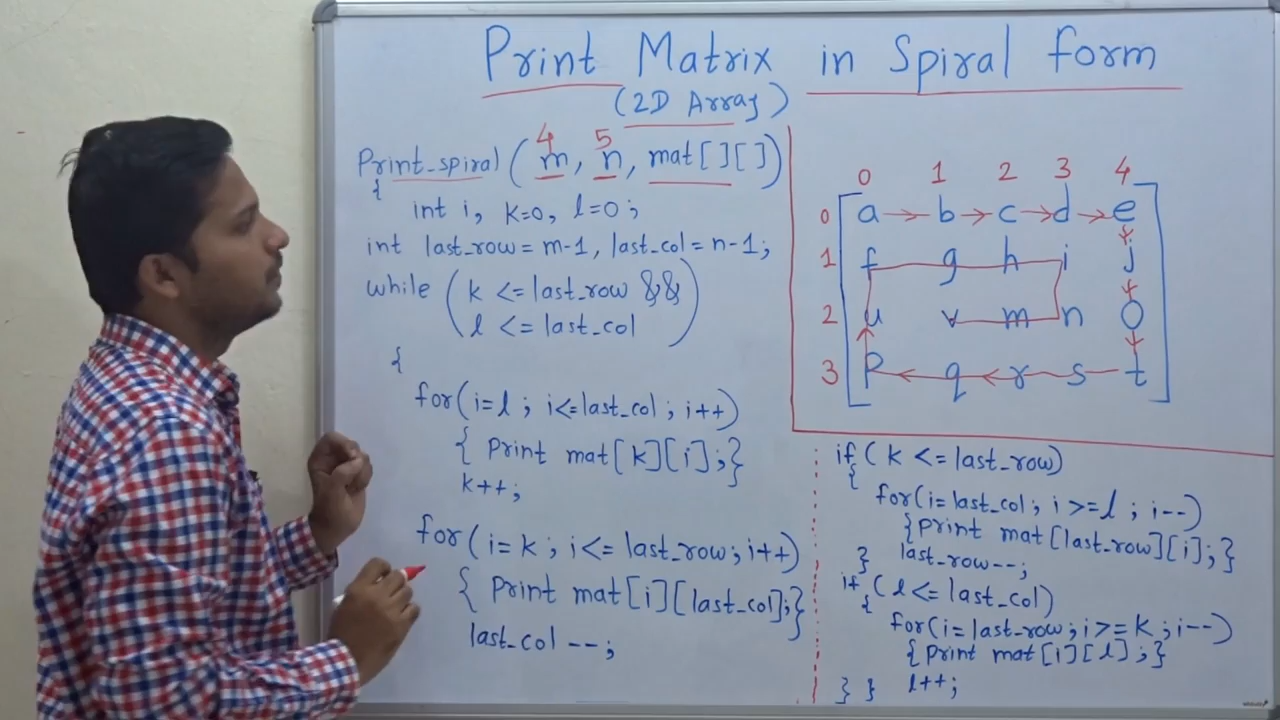 Print Matrix in Spiral form
(2D Array)
4 5
Print_spiral (m, n, mat[][])
{
int i, k=0, l=0;
int last_row = m-1, last_col = n-1;
while (k <= last_row &&
l <= last_col)
{
for(i=l; i<=last_col; i++)
{ Print mat[k][i];}
k++;
for(i=k; i<= last_row; i++)
{ Print mat[i][last_col];}
last_col --;
0 1 2 3 4
0 a b c d e
1 f g h i j
2 u v m n O
3 P q r s t
if (k <= last_row)
{
for(i=last_col; i >=l; i--)
{Print mat[last_row][i];}
} last_row--;
if (l <= last_col)
{
for(i=last_row; i>=k; i--)
{Print mat[i][l];}
} } l++;